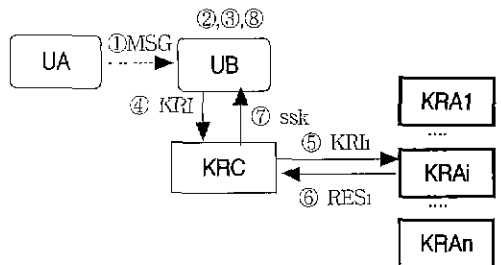 ②,③,⑧
①MSG
UA
UB
④ KRI
⑦ ssk
KRA1
....
⑤ KRIi
KRC
KRAi
⑥ RESi
....
KRAn